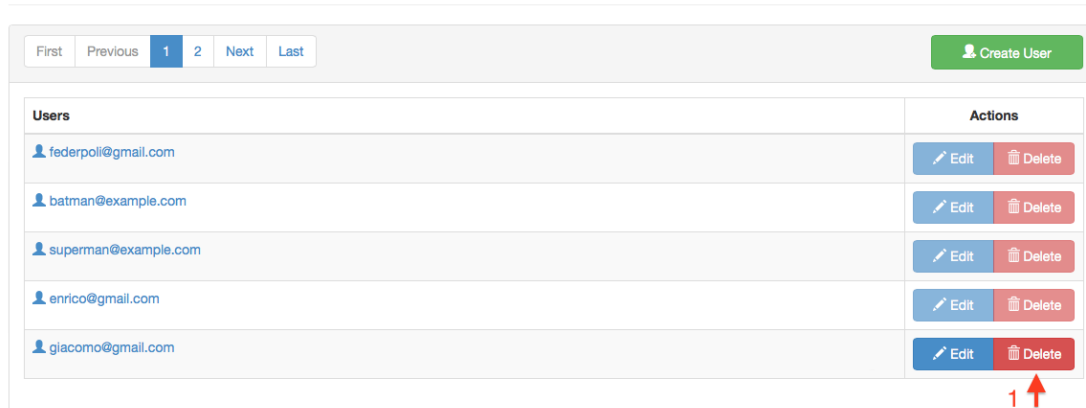 First Previous 1 2 Next Last Create User
Users Actions
federpoli@gmail.com Edit Delete
batman@example.com Edit Delete
superman@example.com Edit Delete
enrico@gmail.com Edit Delete
giacomo@gmail.com Edit Delete
1